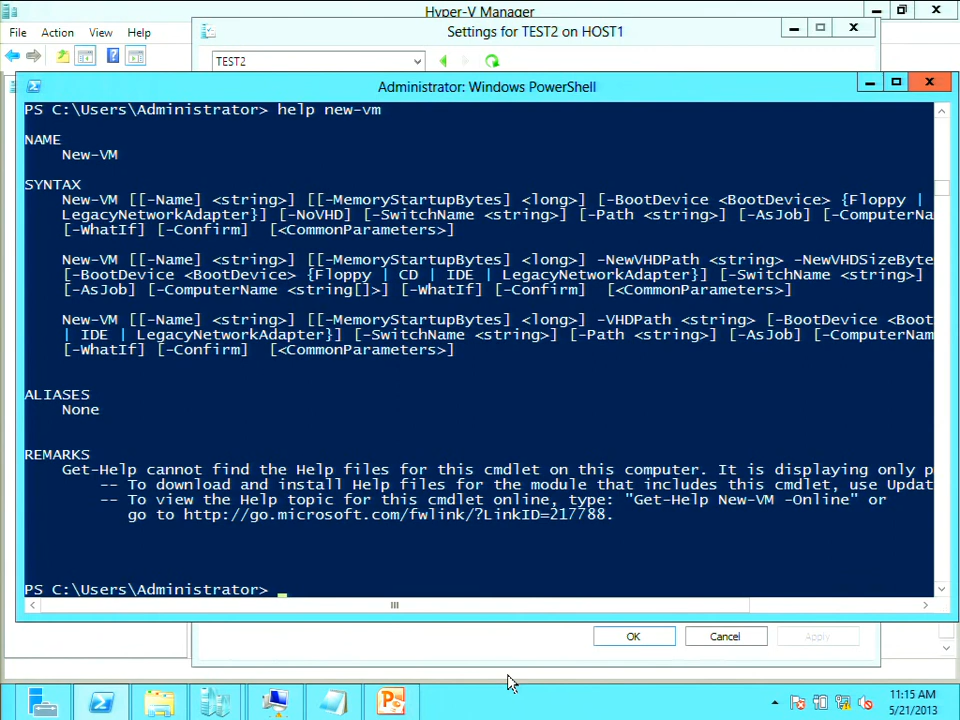 Hyper-V Manager
File Action View Help
Settings for TEST2 on HOST1
TEST2
Administrator: Windows PowerShell
PS C:\Users\Administrator> help new-vm
NAME
New-VM
SYNTAX
New-VM [[-Name] <string>] [[-MemoryStartupBytes] <long>] [-BootDevice <BootDevice> {Floppy |
LegacyNetworkAdapter}] [-NoVHD] [-SwitchName <string>] [-Path <string>] [-AsJob] [-ComputerNa
[-WhatIf] [-Confirm] [<CommonParameters>]
New-VM [[-Name] <string>] [[-MemoryStartupBytes] <long>] -NewVHDPath <string> -NewVHDSizeByte
[-BootDevice <BootDevice> {Floppy | CD | IDE | LegacyNetworkAdapter}] [-SwitchName <string>]
[-AsJob] [-ComputerName <string[]>] [-WhatIf] [-Confirm] [<CommonParameters>]
New-VM [[-Name] <string>] [[-MemoryStartupBytes] <long>] -VHDPath <string> [-BootDevice <Boot
| IDE | LegacyNetworkAdapter}] [-SwitchName <string>] [-Path <string>] [-AsJob] [-ComputerNam
[-WhatIf] [-Confirm] [<CommonParameters>]
ALIASES
None
REMARKS
Get-Help cannot find the Help files for this cmdlet on this computer. It is displaying only p
-- To download and install Help files for the module that includes this cmdlet, use Updat
-- To view the Help topic for this cmdlet online, type: "Get-Help New-VM -Online" or
go to http://go.microsoft.com/fwlink/?LinkID=217788.
PS C:\Users\Administrator> _
OK Cancel Apply
11:15 AM
5/21/2013